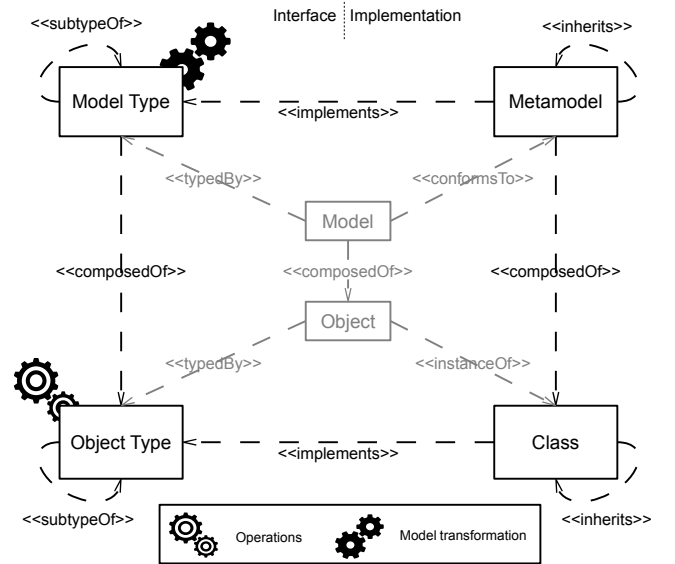 Interface Implementation
<<subtypeOf>>
<<inherits>>
Model Type
Metamodel
<<implements>>
<<typedBy>>
<<conformsTo>>
Model
<<composedOf>>
<<composedOf>>
<<composedOf>>
Object
<<typedBy>>
<<instanceOf>>
Object Type
Class
<<implements>>
<<subtypeOf>>
<<inherits>>
Operations
Model transformation